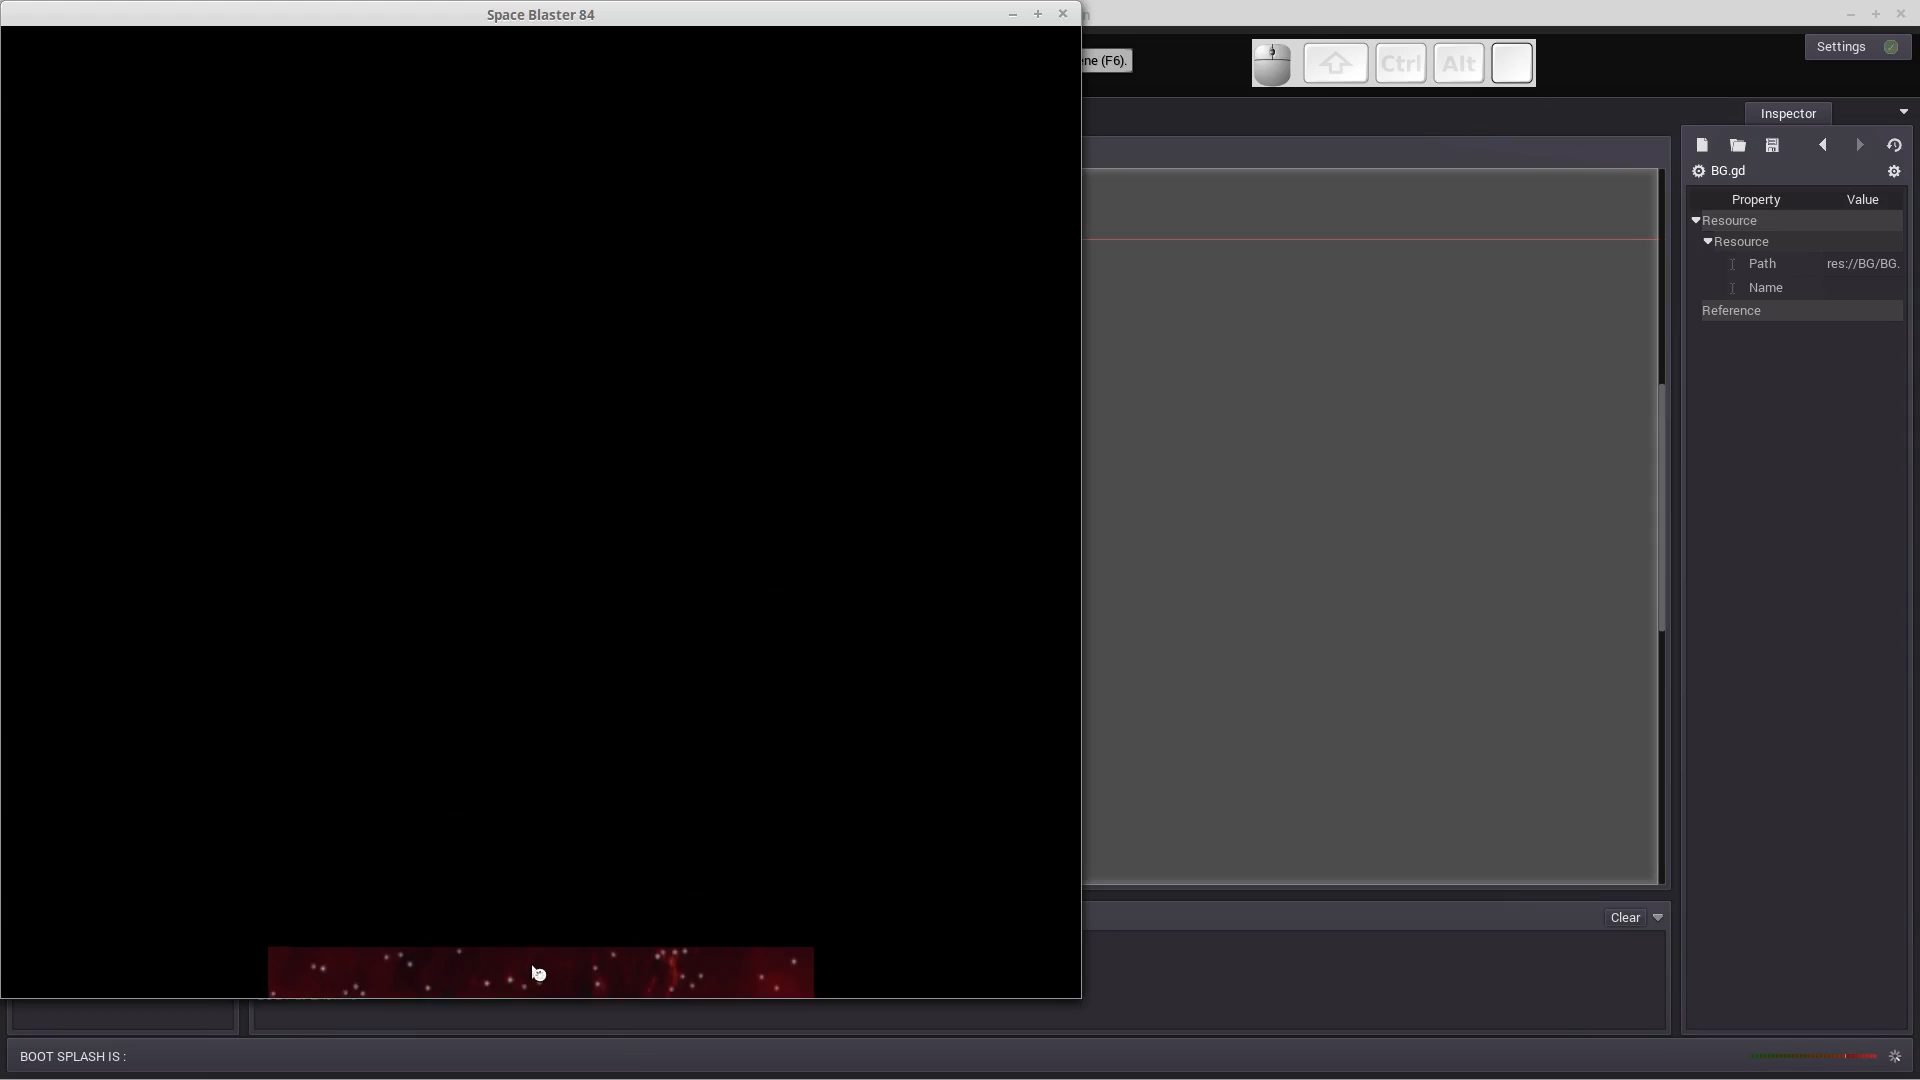 Space Blaster 84
ene (F6).
Ctrl
Alt
Settings
Inspector
BG.gd
Property Value
Resource
Resource
Path res://BG/BG.
Name
Reference
Clear
BOOT SPLASH IS :